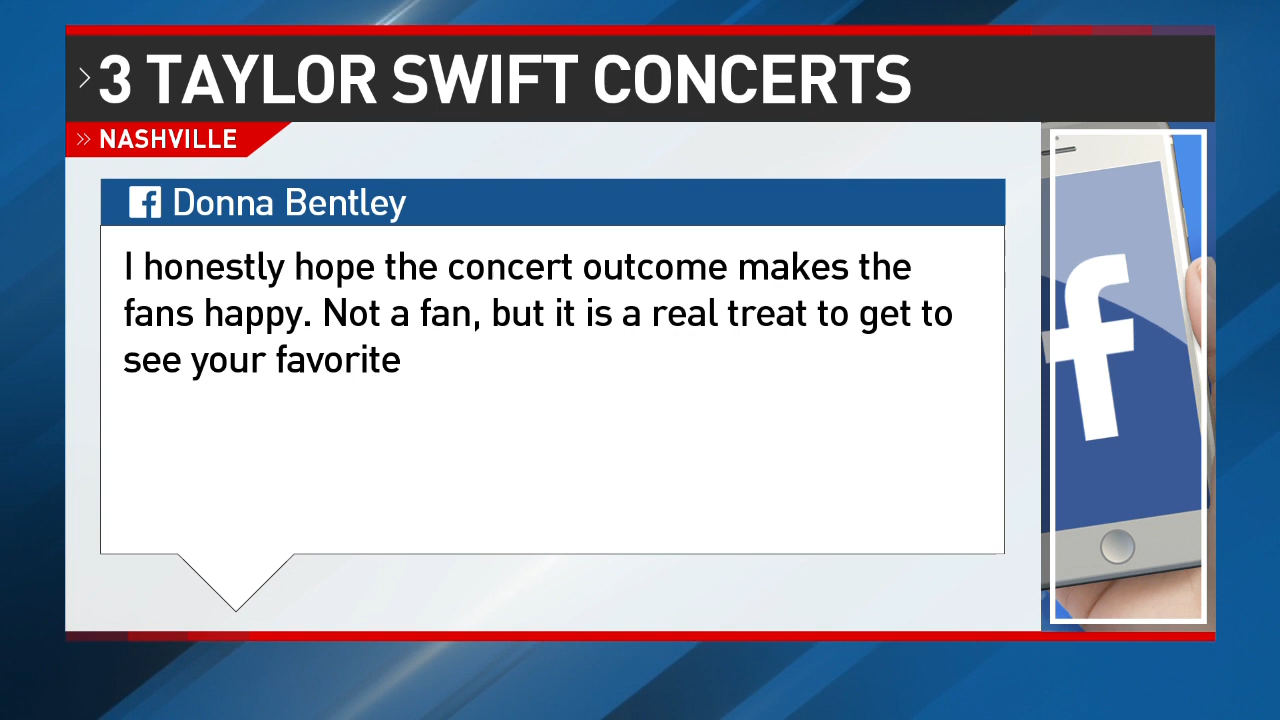 3 TAYLOR SWIFT CONCERTS
NASHVILLE
Donna Bentley
I honestly hope the concert outcome makes the
fans happy. Not a fan, but it is a real treat to get to
see your favorite